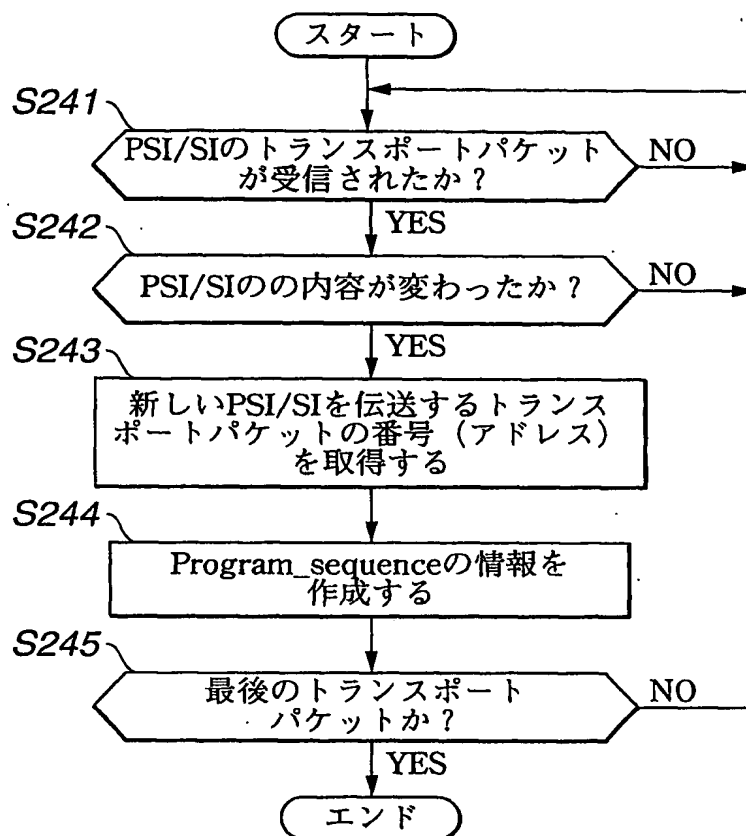 スタート
S241
PSI/SIのトランスポートパケット
が受信されたか？
NO
YES
S242
PSI/SIのの内容が変わったか？
NO
YES
S243
新しいPSI/SIを伝送するトランス
ポートパケットの番号（アドレス）
を取得する
S244
Program_sequenceの情報を
作成する
S245
最後のトランスポート
パケットか？
NO
YES
エンド